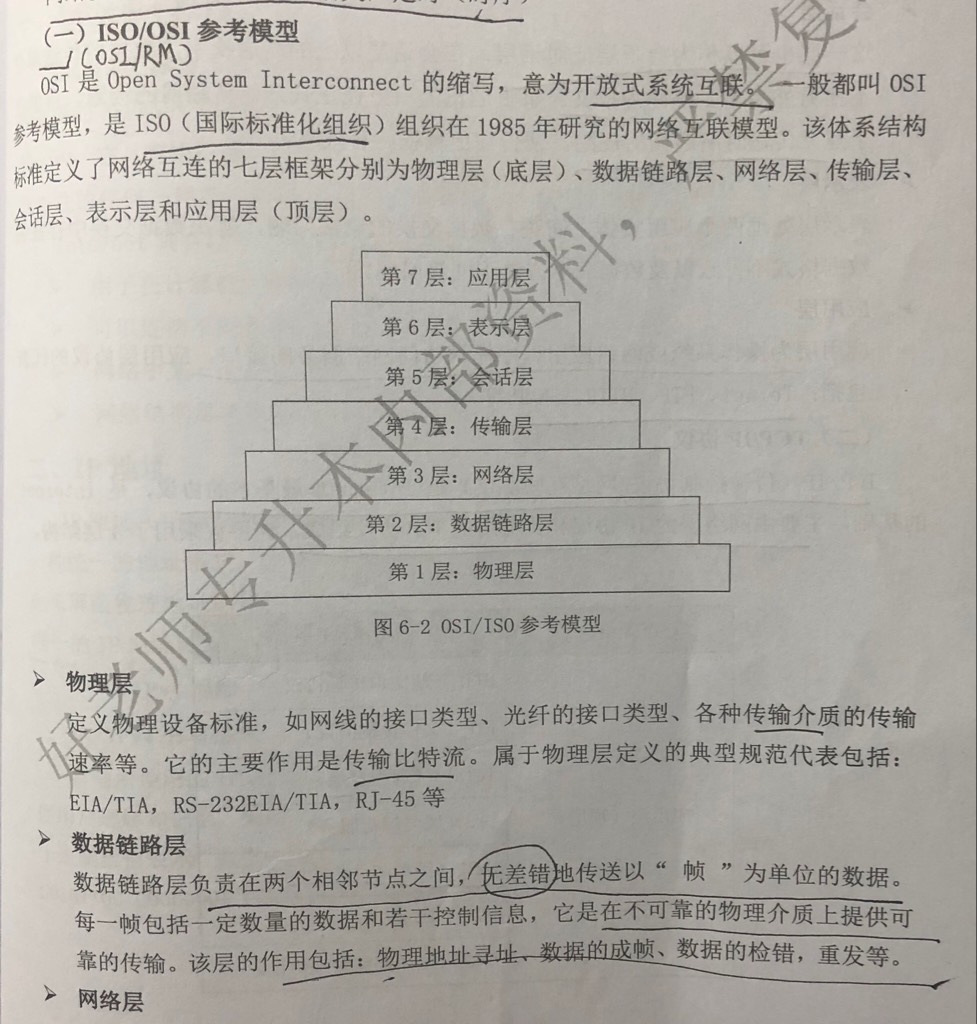 （一）ISO/OSI 参考模型
(OSI/RM)
OSI 是 Open System Interconnect 的缩写，意为开放式系统互联。一般都叫 OSI
参考模型，是 ISO（国际标准化组织）组织在 1985 年研究的网络互联模型。该体系结构
标准定义了网络互连的七层框架分别为物理层（底层）、数据链路层、网络层、传输层、
会话层、表示层和应用层（顶层）。
第 7 层：应用层
第 6 层：表示层
第 5 层：会话层
第 4 层：传输层
第 3 层：网络层
第 2 层：数据链路层
第 1 层：物理层
图 6-2 OSI/ISO 参考模型
➢ 物理层
定义物理设备标准，如网线的接口类型、光纤的接口类型、各种传输介质的传输
速率等。它的主要作用是传输比特流。属于物理层定义的典型规范代表包括：
EIA/TIA，RS-232EIA/TIA，RJ-45 等
➢ 数据链路层
数据链路层负责在两个相邻节点之间，无差错地传送以“ 帧 ”为单位的数据。
每一帧包括一定数量的数据和若干控制信息，它是在不可靠的物理介质上提供可
靠的传输。该层的作用包括：物理地址寻址、数据的成帧、数据的检错，重发等。
➢ 网络层
好老师专升本内部资料，严禁复